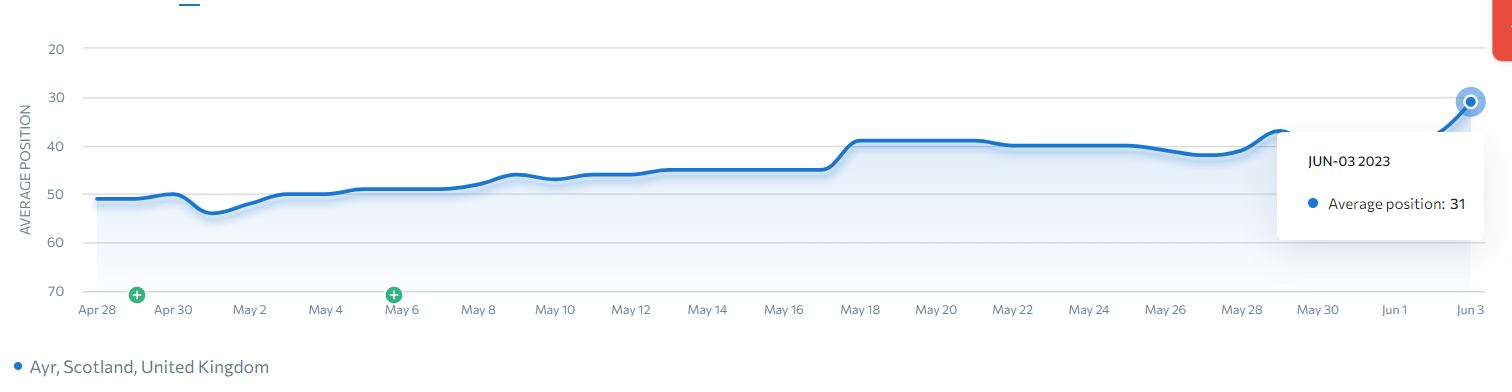 20
30
40
50
60
70
AVERAGE POSITION
JUN-03 2023
Average position: 31
Apr 28 Apr 30 May 2 May 4 May 6 May 8 May 10 May 12 May 14 May 16 May 18 May 20 May 22 May 24 May 26 May 28 May 30 Jun 1 Jun 3
Ayr, Scotland, United Kingdom